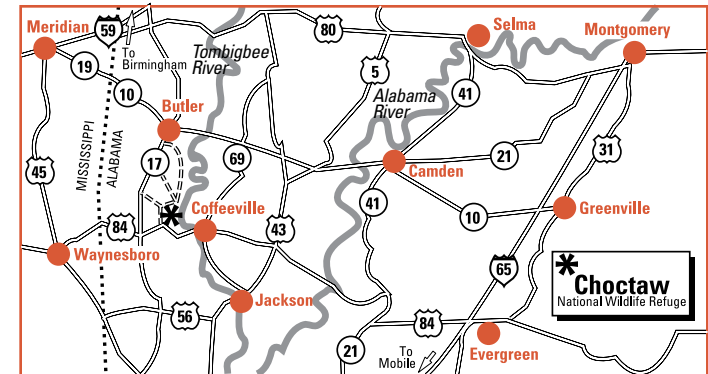 Meridian
59
To
Birmingham
Tombigbee
River
80
Selma
Montgomery
19
10
5
Alabama
River
41
Butler
MISSISSIPPI
ALABAMA
45
17
69
Camden
21
31
41
10
Greenville
84
Coffeeville
43
Waynesboro
65
*
Choctaw
National Wildlife Refuge
*
56
Jackson
84
21
To
Mobile
Evergreen